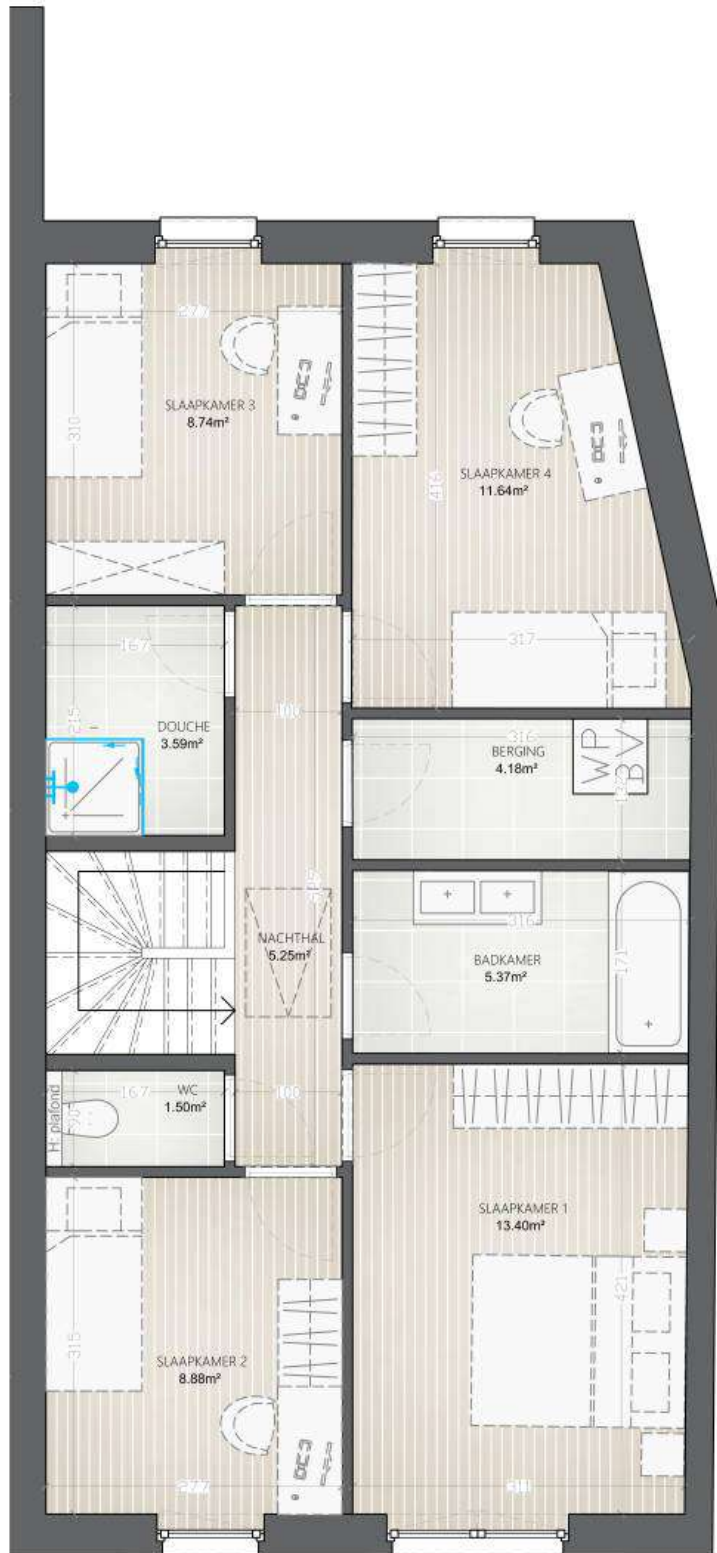 277
SLAAPKAMER 3
8.74m²
310
SLAAPKAMER 4
11.64m²
416
167
317
100
215
DOUCHE
3.59m²
316
BERGING
4.18m²
WP
BV
316
NACHTHAL
5.25m²
BADKAMER
5.37m²
171
H: plafond
167
WC
1.50m²
100
90
SLAAPKAMER 1
13.40m²
421
315
SLAAPKAMER 2
8.88m²
277
311